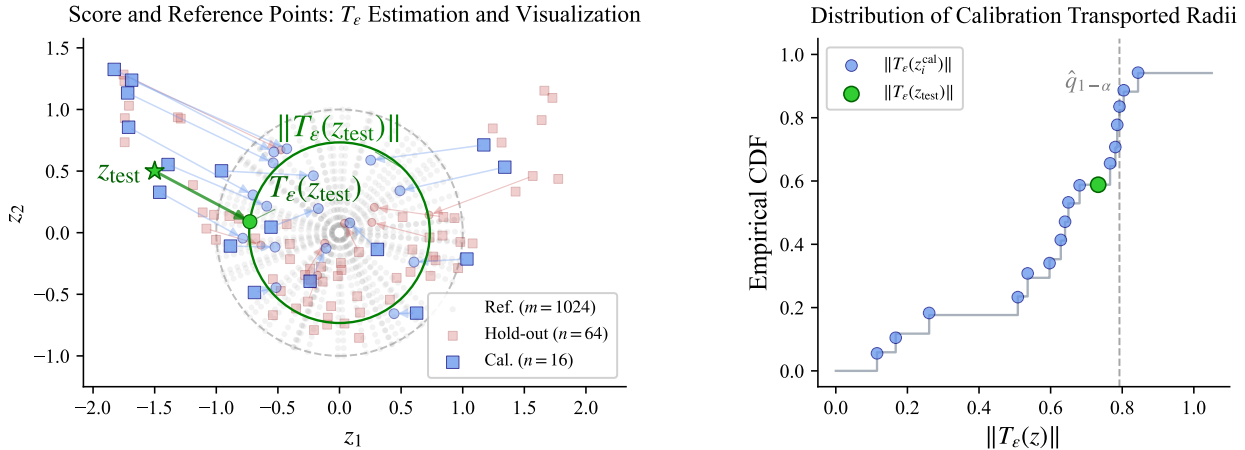 Score and Reference Points: T_ε Estimation and Visualization
z_2
1.5
1.0
0.5
0.0
−0.5
−1.0
‖T_ε(z_test)‖
z_test
T_ε(z_test)
Ref. (m = 1024)
Hold-out (n = 64)
Cal. (n = 16)
−2.0 −1.5 −1.0 −0.5 0.0 0.5 1.0 1.5 2.0
z_1
Distribution of Calibration Transported Radii
Empirical CDF
1.0
0.8
0.6
0.4
0.2
0.0
‖T_ε(z_i^cal)‖
‖T_ε(z_test)‖
q̂_{1−α}
0.0 0.2 0.4 0.6 0.8 1.0
‖T_ε(z)‖